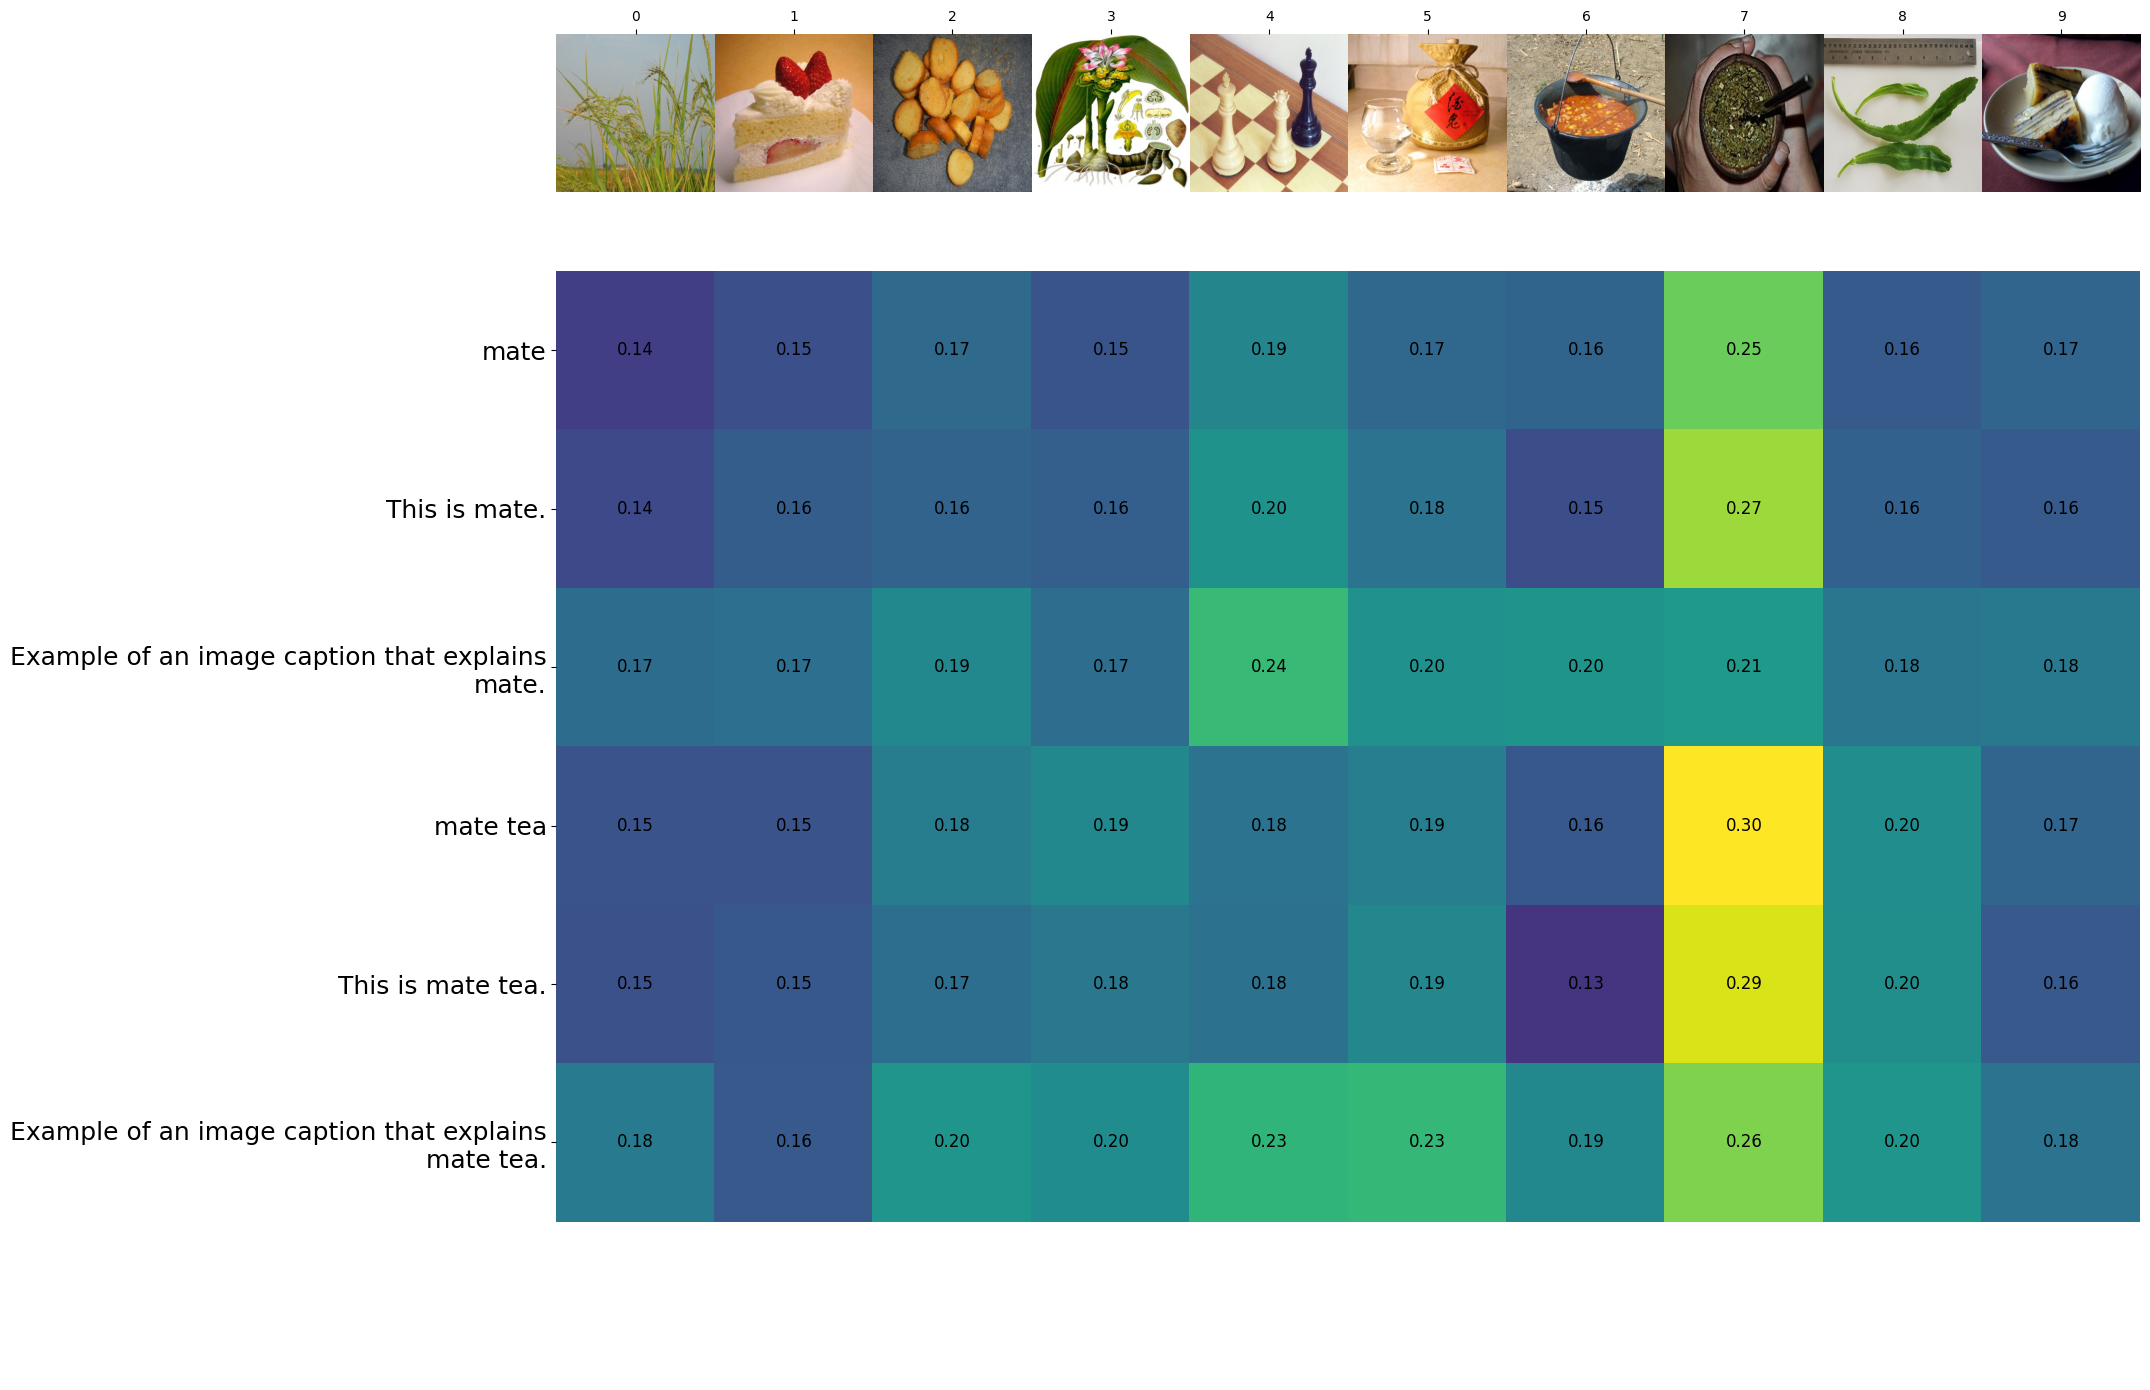 0 1 2 3 4 5 6 7 8 9
酒鬼
mate 0.14 0.15 0.17 0.15 0.19 0.17 0.16 0.25 0.16 0.17
This is mate. 0.14 0.16 0.16 0.16 0.20 0.18 0.15 0.27 0.16 0.16
Example of an image caption that explains
mate. 0.17 0.17 0.19 0.17 0.24 0.20 0.20 0.21 0.18 0.18
mate tea 0.15 0.15 0.18 0.19 0.18 0.19 0.16 0.30 0.20 0.17
This is mate tea. 0.15 0.15 0.17 0.18 0.18 0.19 0.13 0.29 0.20 0.16
Example of an image caption that explains
mate tea. 0.18 0.16 0.20 0.20 0.23 0.23 0.19 0.26 0.20 0.18